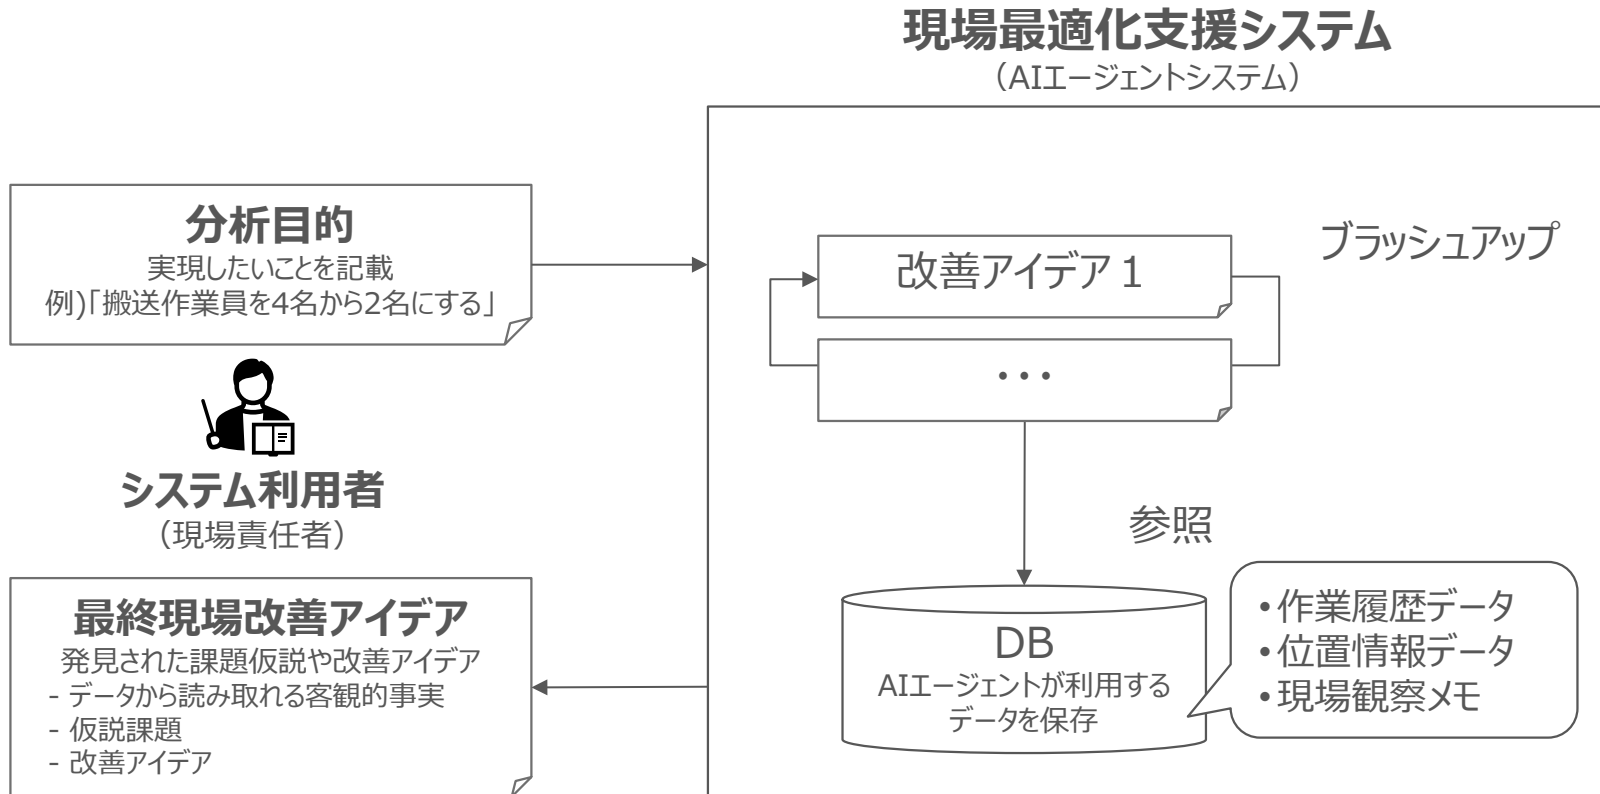 現場最適化支援システム
（AIエージェントシステム）
分析目的
実現したいことを記載
例)「搬送作業員を4名から2名にする」
システム利用者
（現場責任者）
最終現場改善アイデア
発見された課題仮説や改善アイデア
- データから読み取れる客観的事実
- 仮説課題
- 改善アイデア
改善アイデア１
ブラッシュアップ
・・・
参照
DB
AIエージェントが利用する
データを保存
•作業履歴データ
•位置情報データ
•現場観察メモ